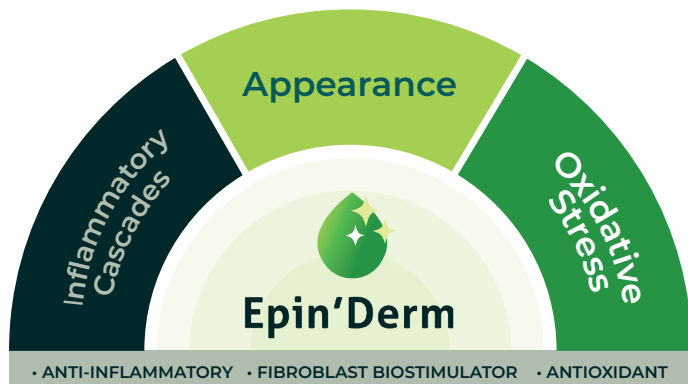 Appearance
Inflammatory
Cascades
Oxidative
Stress
Epin’Derm
• ANTI-INFLAMMATORY • FIBROBLAST BIOSTIMULATOR • ANTIOXIDANT